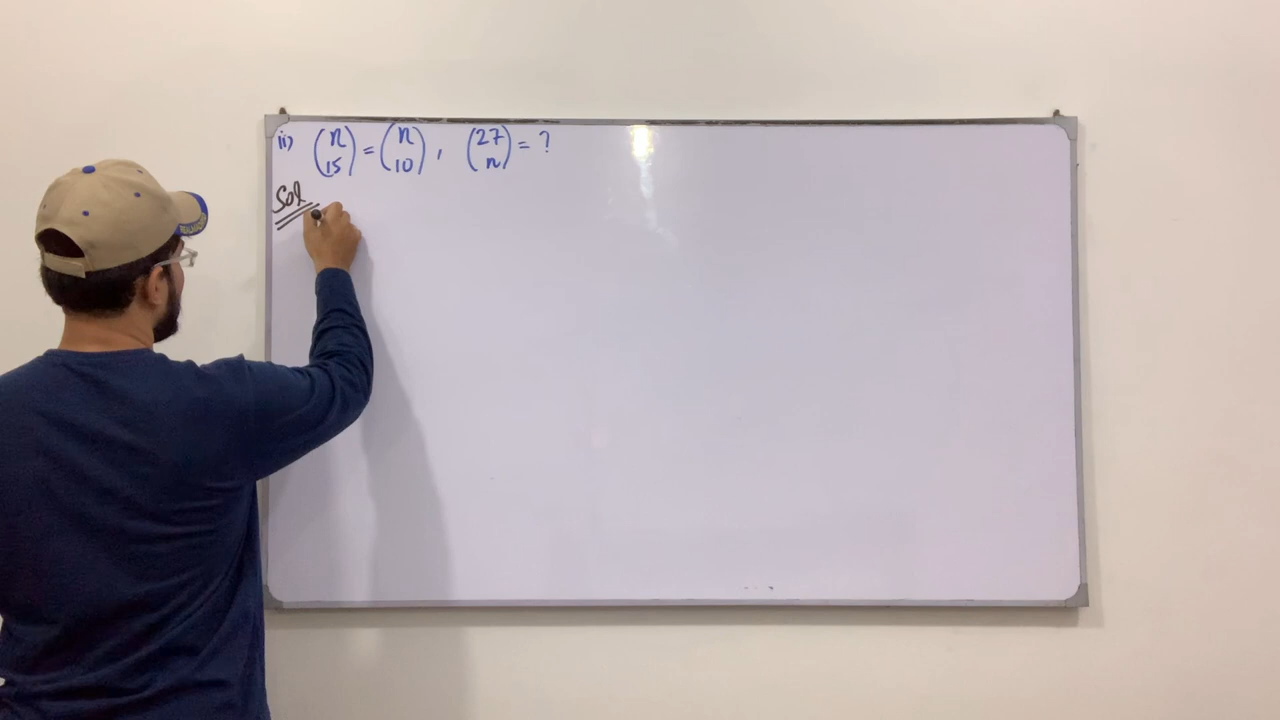 ii) (n 15) = (n 10) , (27 n) = ?
Sol